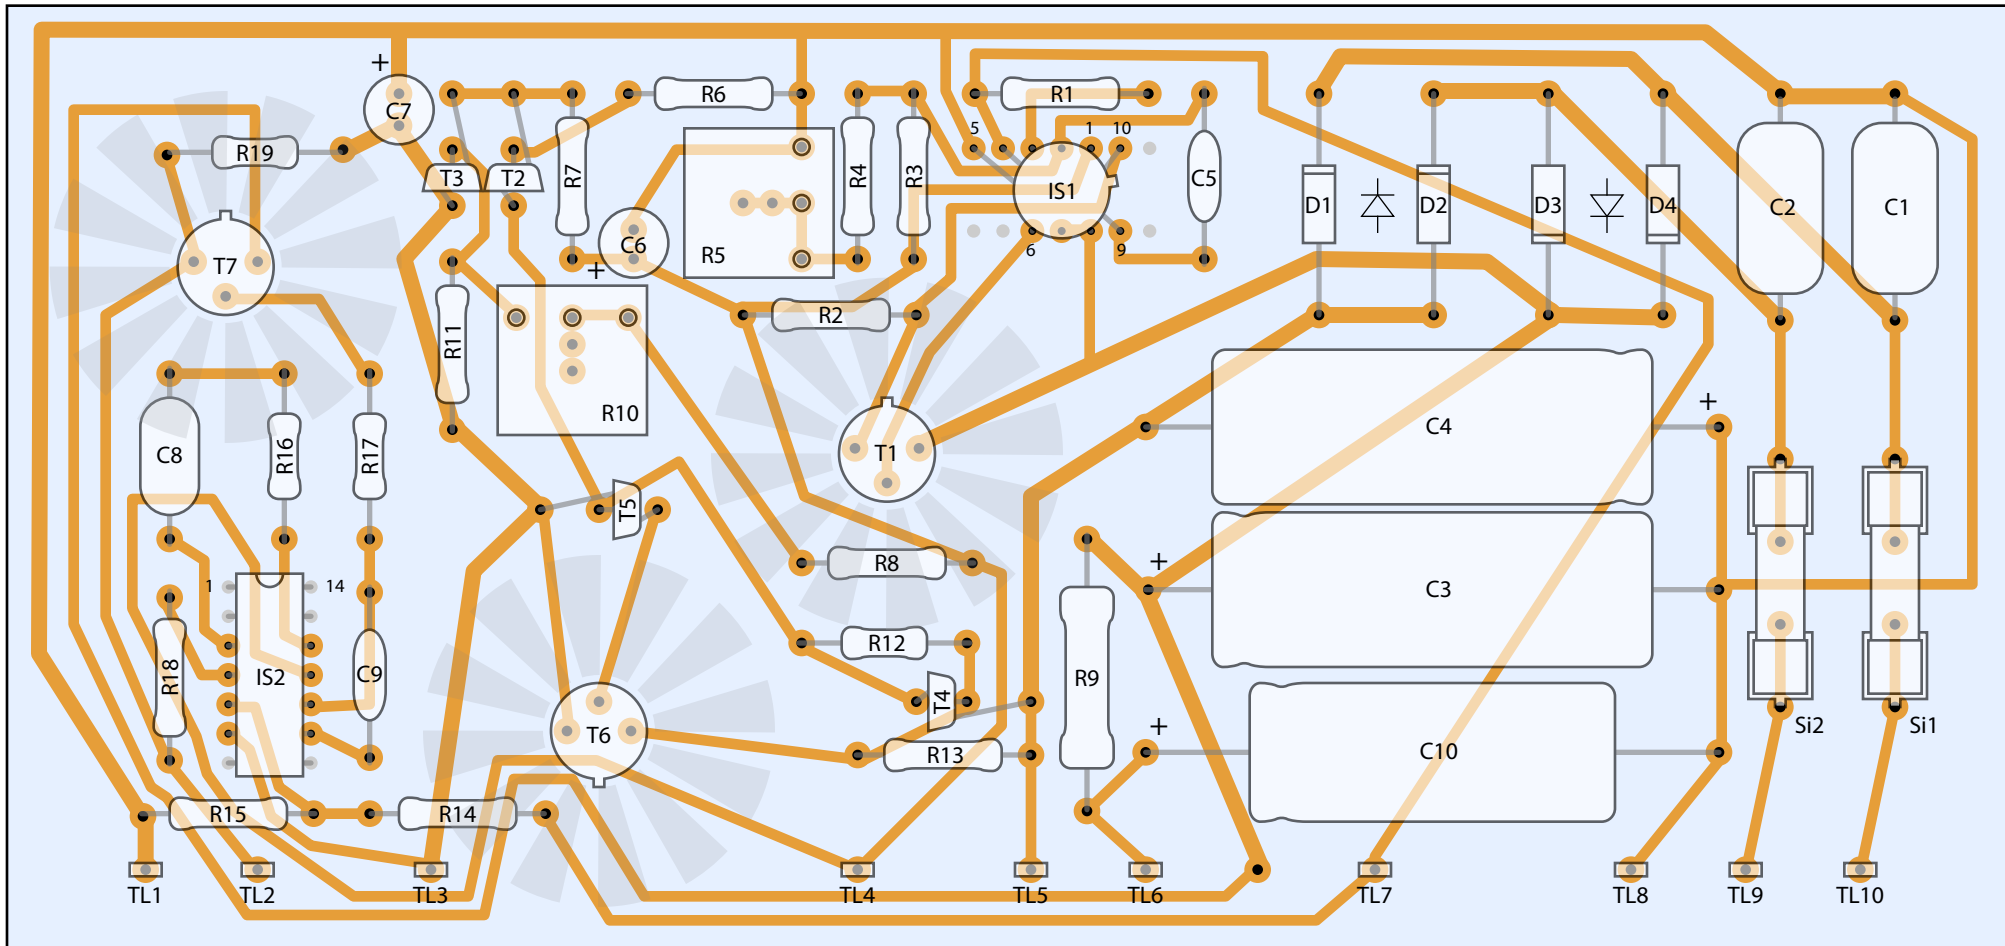 +
C7
R6
R1
5
1
10
R19
T3
T2
R7
R4
R3
IS1
C5
D1
D2
D3
D4
C2
C1
T7
+
C6
R5
6
9
R11
R2
R10
+
C4
C8
R16
R17
T1
T5
1
14
R8
+
C3
R18
IS2
C9
R12
R9
T4
T6
R13
+
C10
Si2
Si1
R15
R14
TL1
TL2
TL3
TL4
TL5
TL6
TL7
TL8
TL9
TL10